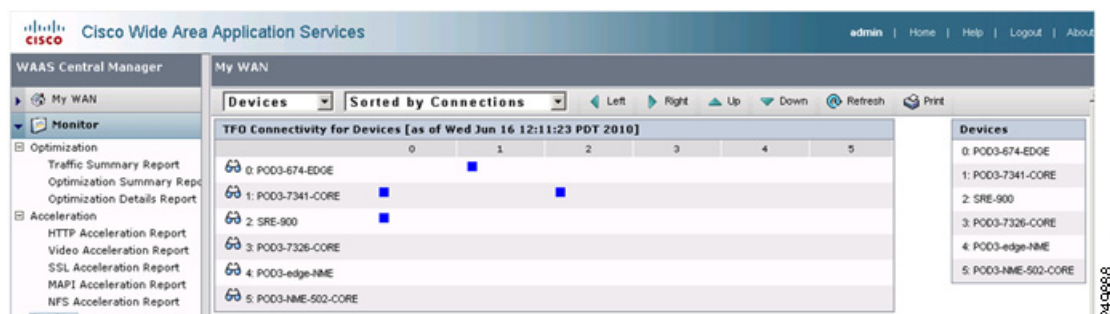 CISCO Cisco Wide Area Application Services
admin | Home | Help | Logout | About
WAAS Central Manager
My WAN
My WAN
Devices Sorted by Connections Left Right Up Down Refresh Print
Monitor
TFO Connectivity for Devices [as of Wed Jun 16 12:11:23 PDT 2010]
Devices
Optimization
Traffic Summary Report
Optimization Summary Repo
Optimization Details Report
Acceleration
HTTP Acceleration Report
Video Acceleration Report
SSL Acceleration Report
MAPI Acceleration Report
NFS Acceleration Report
0 1 2 3 4 5
0: POD3-674-EDGE
1: POD3-7341-CORE
2: SRE-900
3: POD3-7326-CORE
4: POD3-edge-NME
5: POD3-NME-502-CORE
0: POD3-674-EDGE
1: POD3-7341-CORE
2: SRE-900
3: POD3-7326-CORE
4: POD3-edge-NME
5: POD3-NME-502-CORE
249888